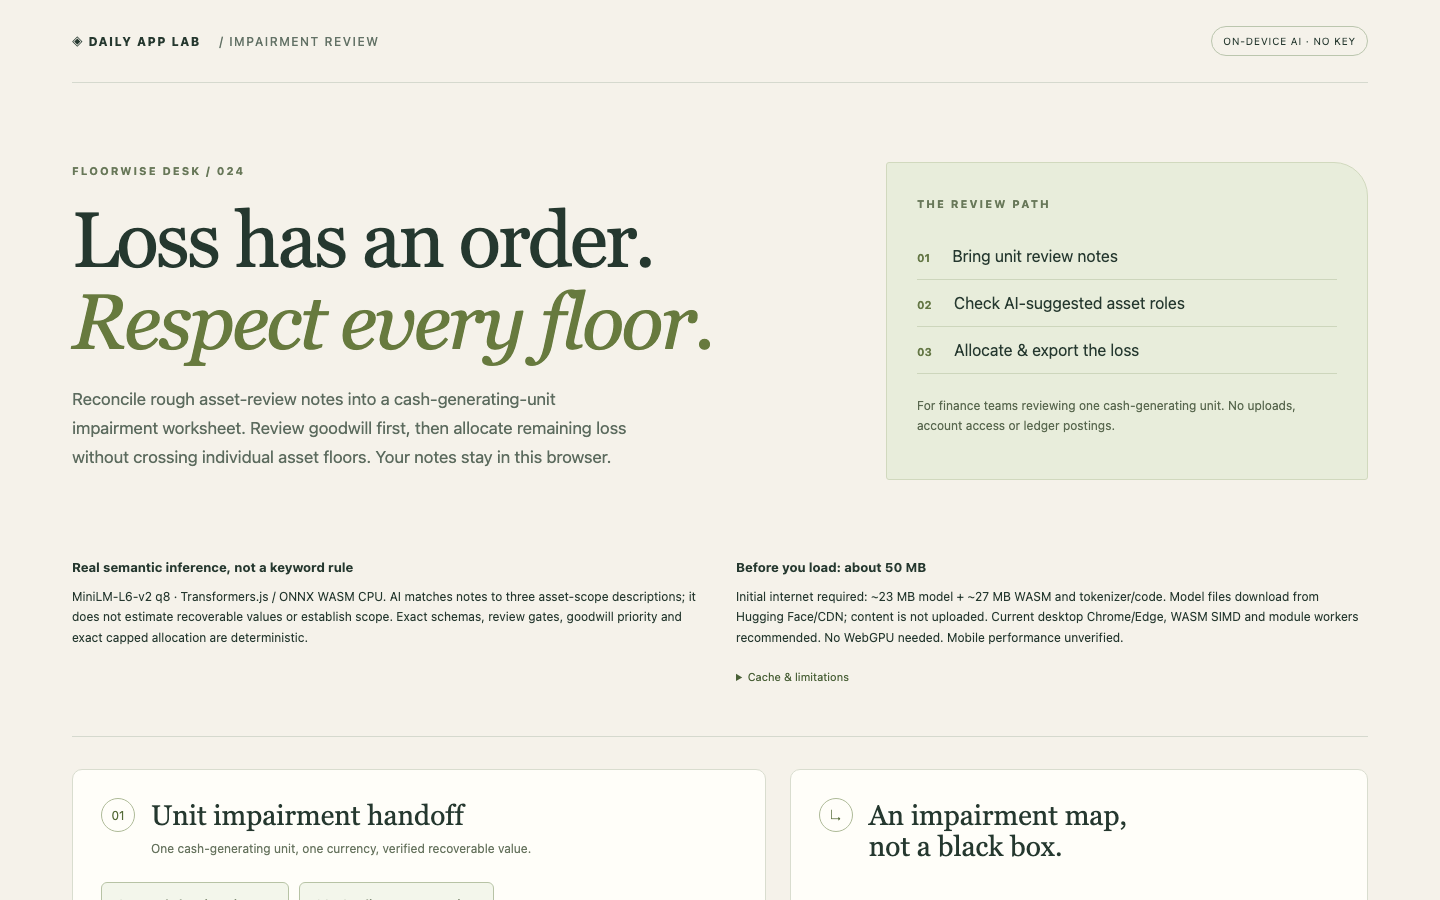 ◈ DAILY APP LAB / IMPAIRMENT REVIEW
ON-DEVICE AI · NO KEY
FLOORWISE DESK / 024
Loss has an order.
Respect every floor.
Reconcile rough asset-review notes into a cash-generating-unit
impairment worksheet. Review goodwill first, then allocate remaining loss
without crossing individual asset floors. Your notes stay in this browser.
THE REVIEW PATH
01 Bring unit review notes
02 Check AI-suggested asset roles
03 Allocate & export the loss
For finance teams reviewing one cash-generating unit. No uploads,
account access or ledger postings.
Real semantic inference, not a keyword rule
MiniLM-L6-v2 q8 · Transformers.js / ONNX WASM CPU. AI matches notes to three asset-scope descriptions; it
does not estimate recoverable values or establish scope. Exact schemas, review gates, goodwill priority and
exact capped allocation are deterministic.
Before you load: about 50 MB
Initial internet required: ~23 MB model + ~27 MB WASM and tokenizer/code. Model files download from
Hugging Face/CDN; content is not uploaded. Current desktop Chrome/Edge, WASM SIMD and module workers
recommended. No WebGPU needed. Mobile performance unverified.
▶ Cache & limitations
01 Unit impairment handoff
One cash-generating unit, one currency, verified recoverable value.
An impairment map,
not a black box.